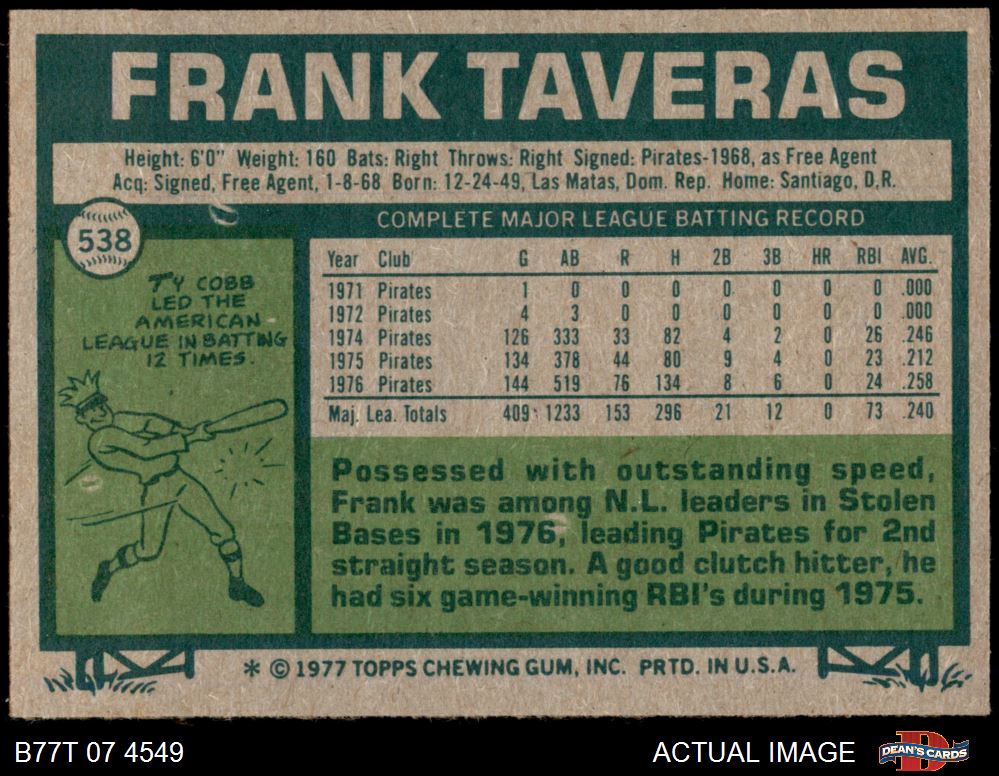 FRANK TAVERAS
Height: 6'0" Weight: 160 Bats: Right Throws: Right Signed: Pirates-1968, as Free Agent
Acq: Signed, Free Agent, 1-8-68 Born: 12-24-49, Las Matas, Dom. Rep. Home: Santiago, D.R.
538
TY COBB
LED THE
AMERICAN
LEAGUE IN BATTING
12 TIMES.
COMPLETE MAJOR LEAGUE BATTING RECORD
Year Club G AB R H 2B 3B HR RBI AVG.
1971 Pirates 1 0 0 0 0 0 0 0 .000
1972 Pirates 4 3 0 0 0 0 0 0 .000
1974 Pirates 126 333 33 82 4 2 0 26 .246
1975 Pirates 134 378 44 80 9 4 0 23 .212
1976 Pirates 144 519 76 134 8 6 0 24 .258
Maj. Lea. Totals 409 1233 153 296 21 12 0 73 .240
Possessed with outstanding speed,
Frank was among N.L. leaders in Stolen
Bases in 1976, leading Pirates for 2nd
straight season. A good clutch hitter, he
had six game-winning RBI's during 1975.
* © 1977 TOPPS CHEWING GUM, INC. PRTD. IN U.S.A.
B77T 07 4549
ACTUAL IMAGE
DEAN'S CARDS